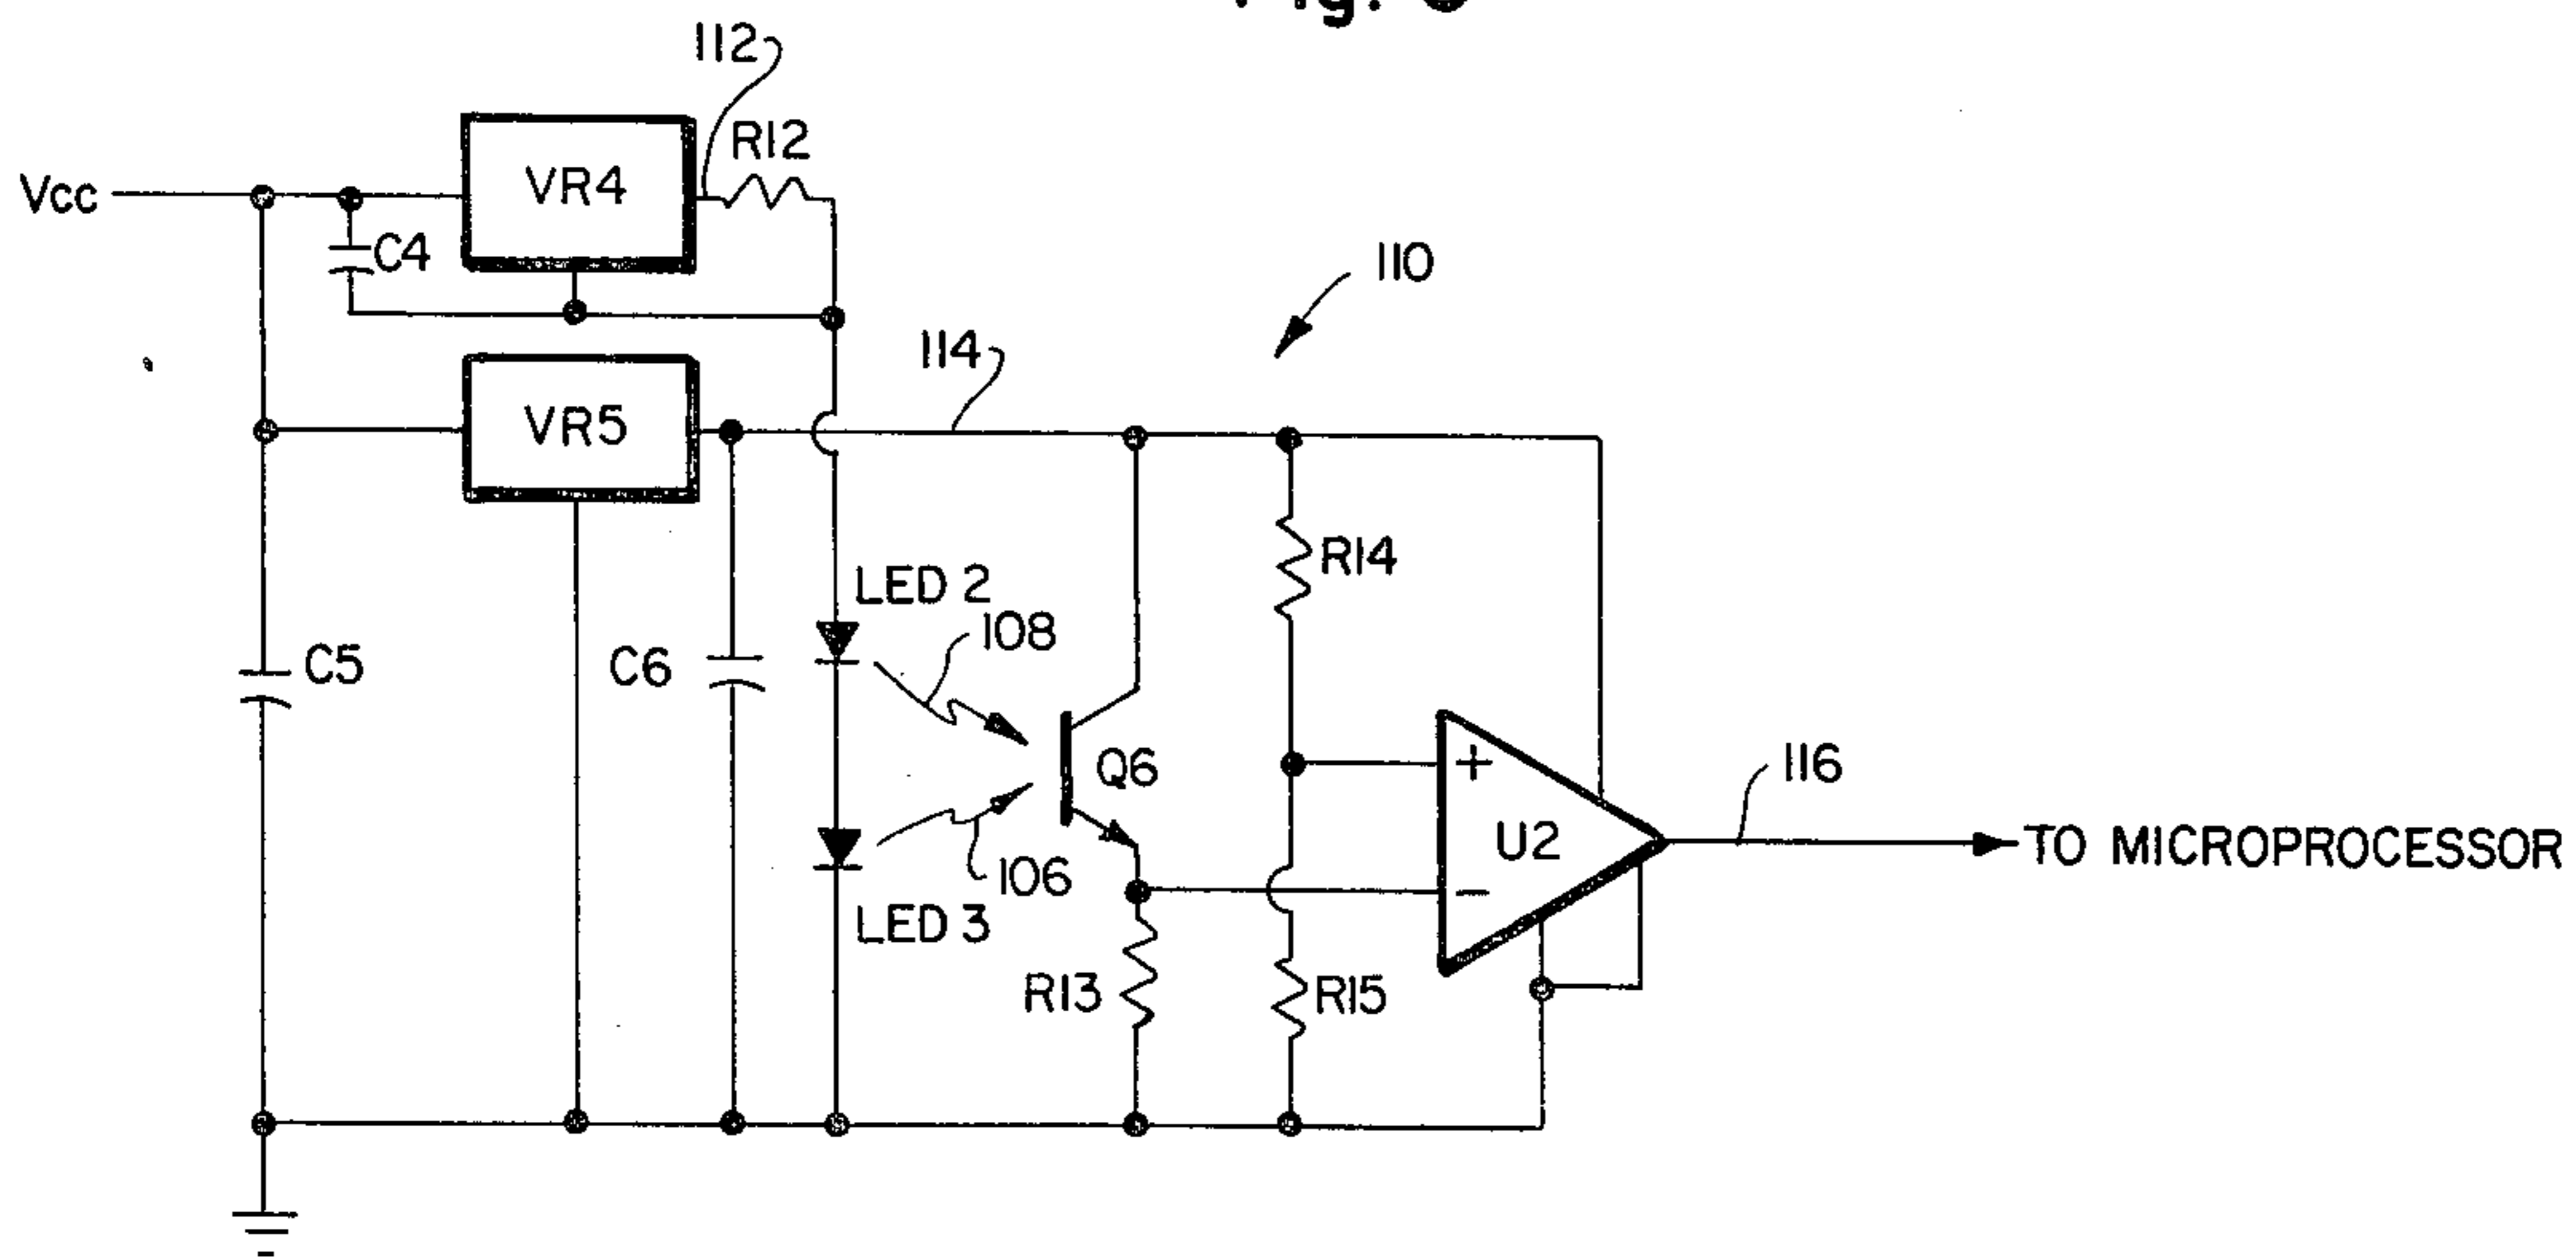 Fig.
112
R12
Vcc
VR4
C4
110
114
VR5
R14
LED 2
108
C5
C6
Q6
+
116
U2
TO MICROPROCESSOR
106
−
LED 3
R13
R15